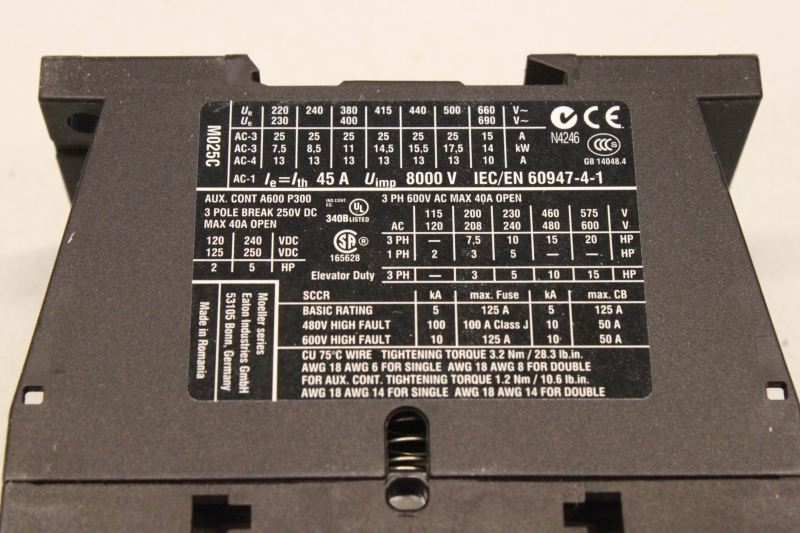 M025C
Ue 220 240 380 415 440 500 660 V~
Ue 230 400 690 V~
AC-3 25 25 25 25 25 25 15 A
AC-3 7,5 8,5 11 14,5 15,5 17,5 14 kW
AC-4 13 13 13 13 13 13 10 A
AC-1 Ie=Ith 45 A Uimp 8000 V IEC/EN 60947-4-1
N4246
CE
CCC
GB 14048.4
AUX. CONT A600 P300
3 POLE BREAK 250V DC
MAX 40A OPEN
120 240 VDC
125 250 VDC
2 5 HP
IND.CONT.
EQ.
UL
340B LISTED
SA ®
165628
3 PH 600V AC MAX 40A OPEN
115 200 230 460 575 V
AC 120 208 240 480 600 V
3 PH — 7,5 10 15 20 HP
1 PH 2 3 5 — — HP
Elevator Duty 3 PH — 3 5 10 15 HP
SCCR kA max. Fuse kA max. CB
BASIC RATING 5 125 A 5 125 A
480V HIGH FAULT 100 100 A Class J 10 50 A
600V HIGH FAULT 10 125 A 10 50 A
CU 75°C WIRE TIGHTENING TORQUE 3.2 Nm / 28.3 lb.in.
AWG 18 AWG 6 FOR SINGLE AWG 18 AWG 8 FOR DOUBLE
FOR AUX. CONT. TIGHTENING TORQUE 1.2 Nm / 10.6 lb.in.
AWG 18 AWG 14 FOR SINGLE AWG 18 AWG 14 FOR DOUBLE
Moeller series
Eaton Industries GmbH
53105 Bonn, Germany
Made in Romania